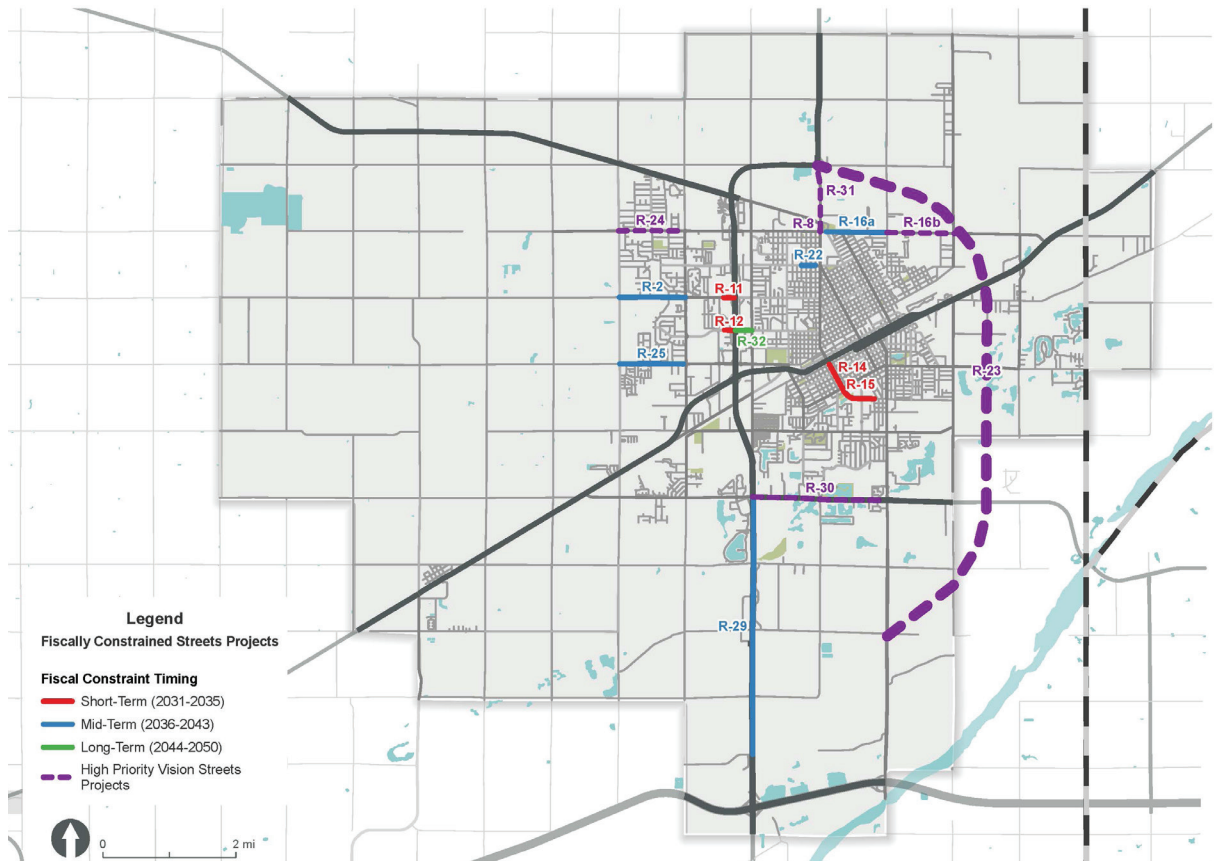 R-31
R-24
R-8
R-16a
R-16b
R-22
R-2
R-11
R-12
R-32
R-25
R-14
R-23
R-15
R-30
R-29
Legend
Fiscally Constrained Streets Projects
Fiscal Constraint Timing
Short-Term (2031-2035)
Mid-Term (2036-2043)
Long-Term (2044-2050)
High Priority Vision Streets
Projects
0 2 mi